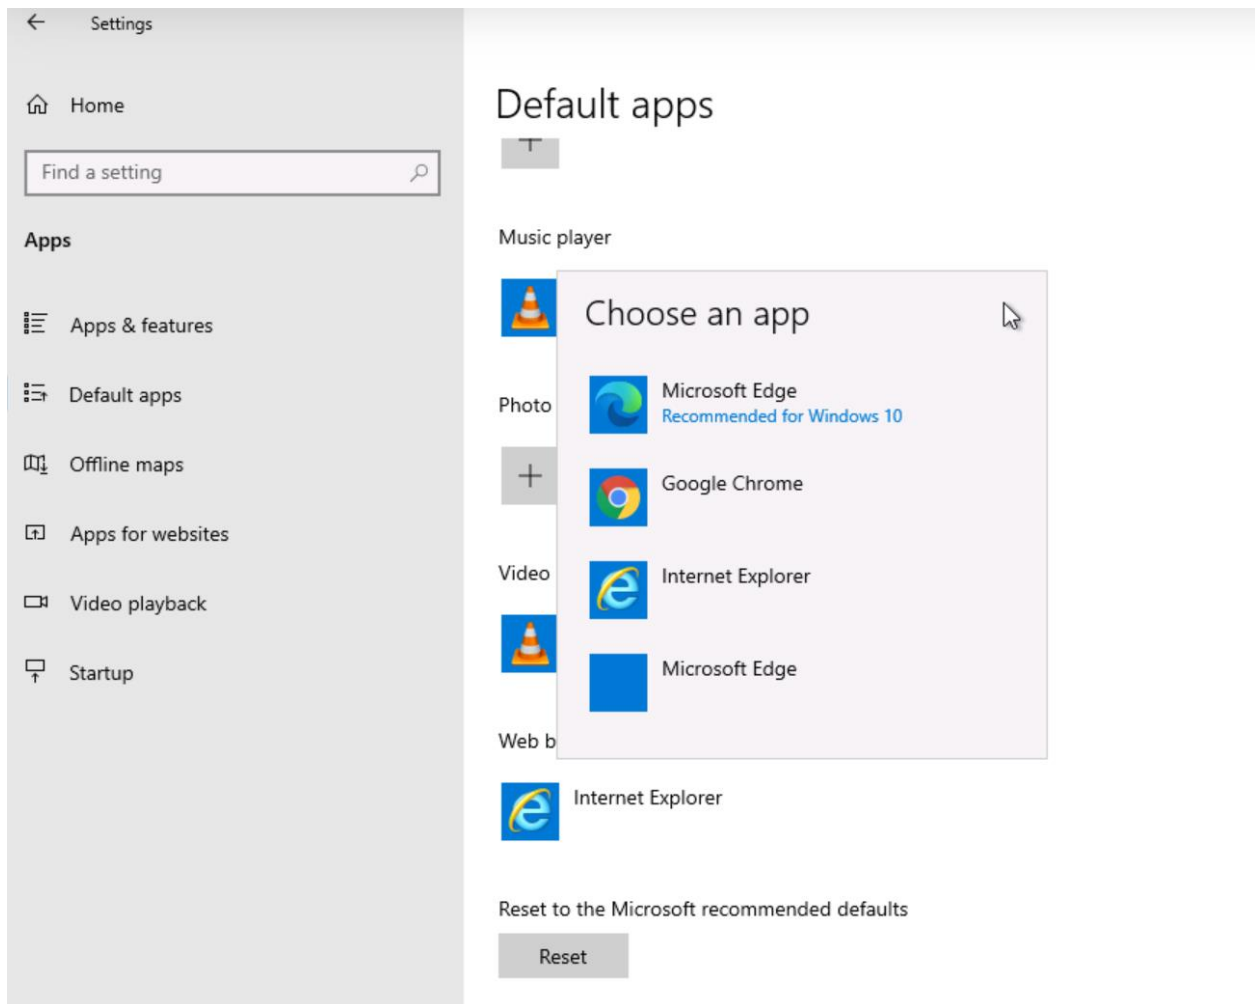 Settings
Home
Find a setting
Apps
Apps & features
Default apps
Offline maps
Apps for websites
Video playback
Startup
Default apps
Music player
Choose an app
Microsoft Edge
Recommended for Windows 10
Google Chrome
Internet Explorer
Microsoft Edge
Photo
Video
Web b
Internet Explorer
Reset to the Microsoft recommended defaults
Reset